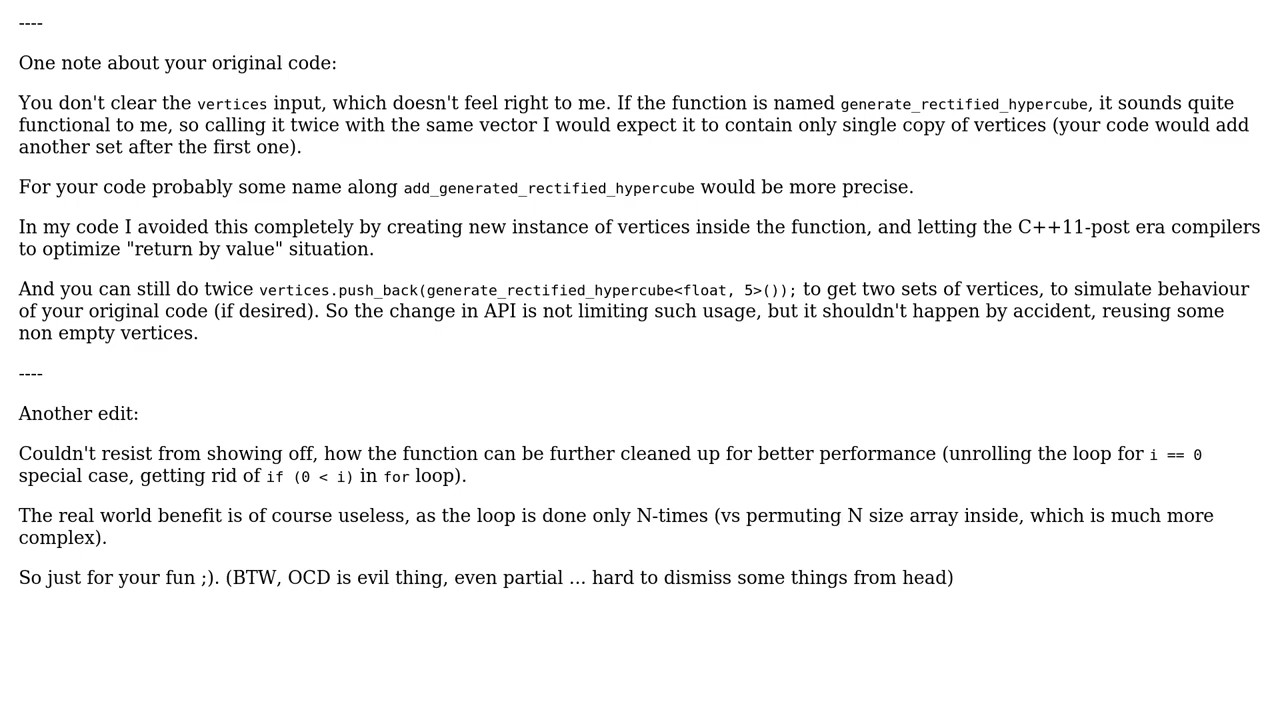 ----
One note about your original code:
You don't clear the vertices input, which doesn't feel right to me. If the function is named generate_rectified_hypercube, it sounds quite
functional to me, so calling it twice with the same vector I would expect it to contain only single copy of vertices (your code would add
another set after the first one).
For your code probably some name along add_generated_rectified_hypercube would be more precise.
In my code I avoided this completely by creating new instance of vertices inside the function, and letting the C++11-post era compilers
to optimize "return by value" situation.
And you can still do twice vertices.push_back(generate_rectified_hypercube<float, 5>()); to get two sets of vertices, to simulate behaviour
of your original code (if desired). So the change in API is not limiting such usage, but it shouldn't happen by accident, reusing some
non empty vertices.
----
Another edit:
Couldn't resist from showing off, how the function can be further cleaned up for better performance (unrolling the loop for i == 0
special case, getting rid of if (0 < i) in for loop).
The real world benefit is of course useless, as the loop is done only N-times (vs permuting N size array inside, which is much more
complex).
So just for your fun ;). (BTW, OCD is evil thing, even partial ... hard to dismiss some things from head)